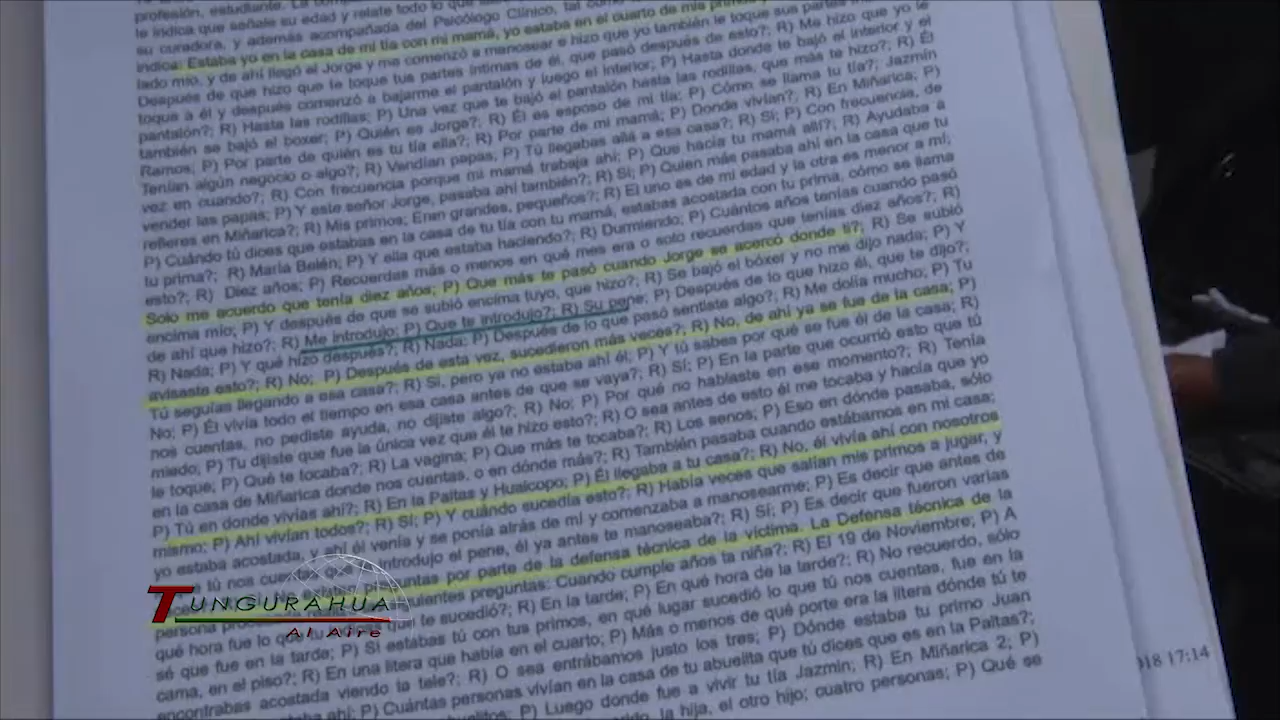 profesión, estudiante.
le indica que señale su edad y relate todo lo que
su curadora, y además acompañada del Psicólogo Clínico, tal
indica: Estaba yo en la casa de mi tía con mi mamá, yo estaba en el cuarto de mis primos
lado mío, y de ahí llegó el Jorge y me comenzó a manosear e hizo que yo también le toque sus partes
Después de que hizo que te toque tus partes íntimas de él, que pasó después de esto?; R) Me hizo que yo le
toque a él y después comenzó a bajarme el pantalón y luego el interior; P) Hasta donde te bajó el interior y el
pantalón?; R) Hasta las rodillas; P) Una vez que te bajó el pantalón hasta las rodillas, que más te hizo?; R) Él
también se bajó el boxer; P) Quién es Jorge?; R) Él es esposo de mi tía; P) Cómo se llama tu tía?; Jazmín
Ramos, P) Por parte de quién es tu tía ella?; R) Por parte de mi mamá; P) Donde vivían?; R) En Miñarica; P)
Tenían algún negocio o algo?; R) Vendían papas, P) Tú llegabas allá a esa casa?; R) Sí; P) Con frecuencia, de
vez en cuando?; R) Con frecuencia porque mi mamá trabaja ahí; P) Que hacía tu mamá allí?; R) Ayudaba a
vender las papas; P) Y este señor Jorge, pasaba ahí también?; R) Sí; P) Quien más pasaba ahí en la casa que tu
refieres en Miñarica?; R) Mis primos; Eren grandes, pequeños?; R) El uno es de mi edad y la otra es menor a mí;
P) Cuándo tú dices que estabas en la casa de tu tía con tu mamá, estabas acostada con tu prima, cómo se llama
tu prima?; R) María Belén; P) Y ella que estaba haciendo?; R) Durmiendo; P) Cuántos años tenías cuando pasó
esto?; R) Diez años; P) Recuerdas más o menos en qué mes era o solo recuerdas que tenías diez años?; R)
Solo me acuerdo que tenía diez años; P) Que más te pasó cuando Jorge se acercó donde ti?; R) Se subió
encima mío; P) Y después de que se subió encima tuyo, que hizo?; R) Se bajó el bóxer y no me dijo nada; P) Y
de ahí que hizo?; R) Me introdujo; P) Que te introdujo?; R) Su pene; P) Después de lo que hizo él, que te dijo?;
R) Nada; P) Y qué hizo después?; R) Nada; P) Después de lo que pasó sentiste algo?; R) Me dolía mucho; P) Tu
avisaste esto?; R) No; P) Después de esta vez, sucedieron más veces?; R) No, de ahí ya se fue de la casa; P)
Tú seguías llegando a esa casa?; R) Si, pero ya no estaba ahí él; P) Y tú sabes por qué se fue él de la casa; R)
No; P) Él vivía todo el tiempo en esa casa antes de que se vaya?; R) Sí; P) En la parte que ocurrió esto que tú
nos cuentas, no pediste ayuda, no dijiste algo?; R) No; P) Por qué no hablaste en ese momento?; R) Tenía
miedo; P) Tu dijiste que fue la única vez que él te hizo esto?; R) O sea antes de esto él me tocaba y hacía que yo
le toque, P) Qué te tocaba?; R) La vagina; P) Que más te tocaba?; R) Los senos; P) Eso en dónde pasaba, sólo
en la casa de Miñarica donde nos cuentas, o en dónde más?; R) También pasaba cuando estábamos en mi casa;
P) Tú en donde vivías ahí?; R) En la Paltas y Hualcopo; P) Él llegaba a tu casa?; R) No, él vivía ahí con nosotros
mismo; P) Ahí vivían todos?; R) Sí; P) Y cuándo sucedía esto?; R) Había veces que salían mis primos a jugar, y
yo estaba acostada, y ahí él venía y se ponía atrás de mí y comenzaba a manosearme; P) Es decir que antes de
tú nos cuentas introdujo el pene, él ya antes te manoseaba?; R) Sí; P) Es decir que fueron varias
preguntas por parte de la defensa técnica de la víctima. La Defensa técnica de la
persona siguientes preguntas: Cuando cumple años la niña?; R) El 19 de Noviembre; P) A
qué hora fue lo que te sucedió?; R) En la tarde; P) En qué hora de la tarde?; R) No recuerdo, sólo
sé que fue en la tarde; P) Si estabas tú con tus primos, en qué lugar sucedió lo que tú nos cuentas, fue en la
cama, en el piso?; R) En una litera que había en el cuarto; P) Más o menos de qué porte era la litera dónde tú te
encontrabas acostada viendo la tele?; R) O sea entrábamos justo los tres; P) Dónde estaba tu primo Juan
estaba ahí; P) Cuántas personas vivían en la casa de tu abuelita que tú dices que es en la Paltas?;
P) Luego donde fue a vivir tu tía Jazmin; R) En Miñarica 2; P)
la hija, el otro hijo; cuatro personas; P) Qué se
018 17:14
TUNGURAHUA
Al Aire